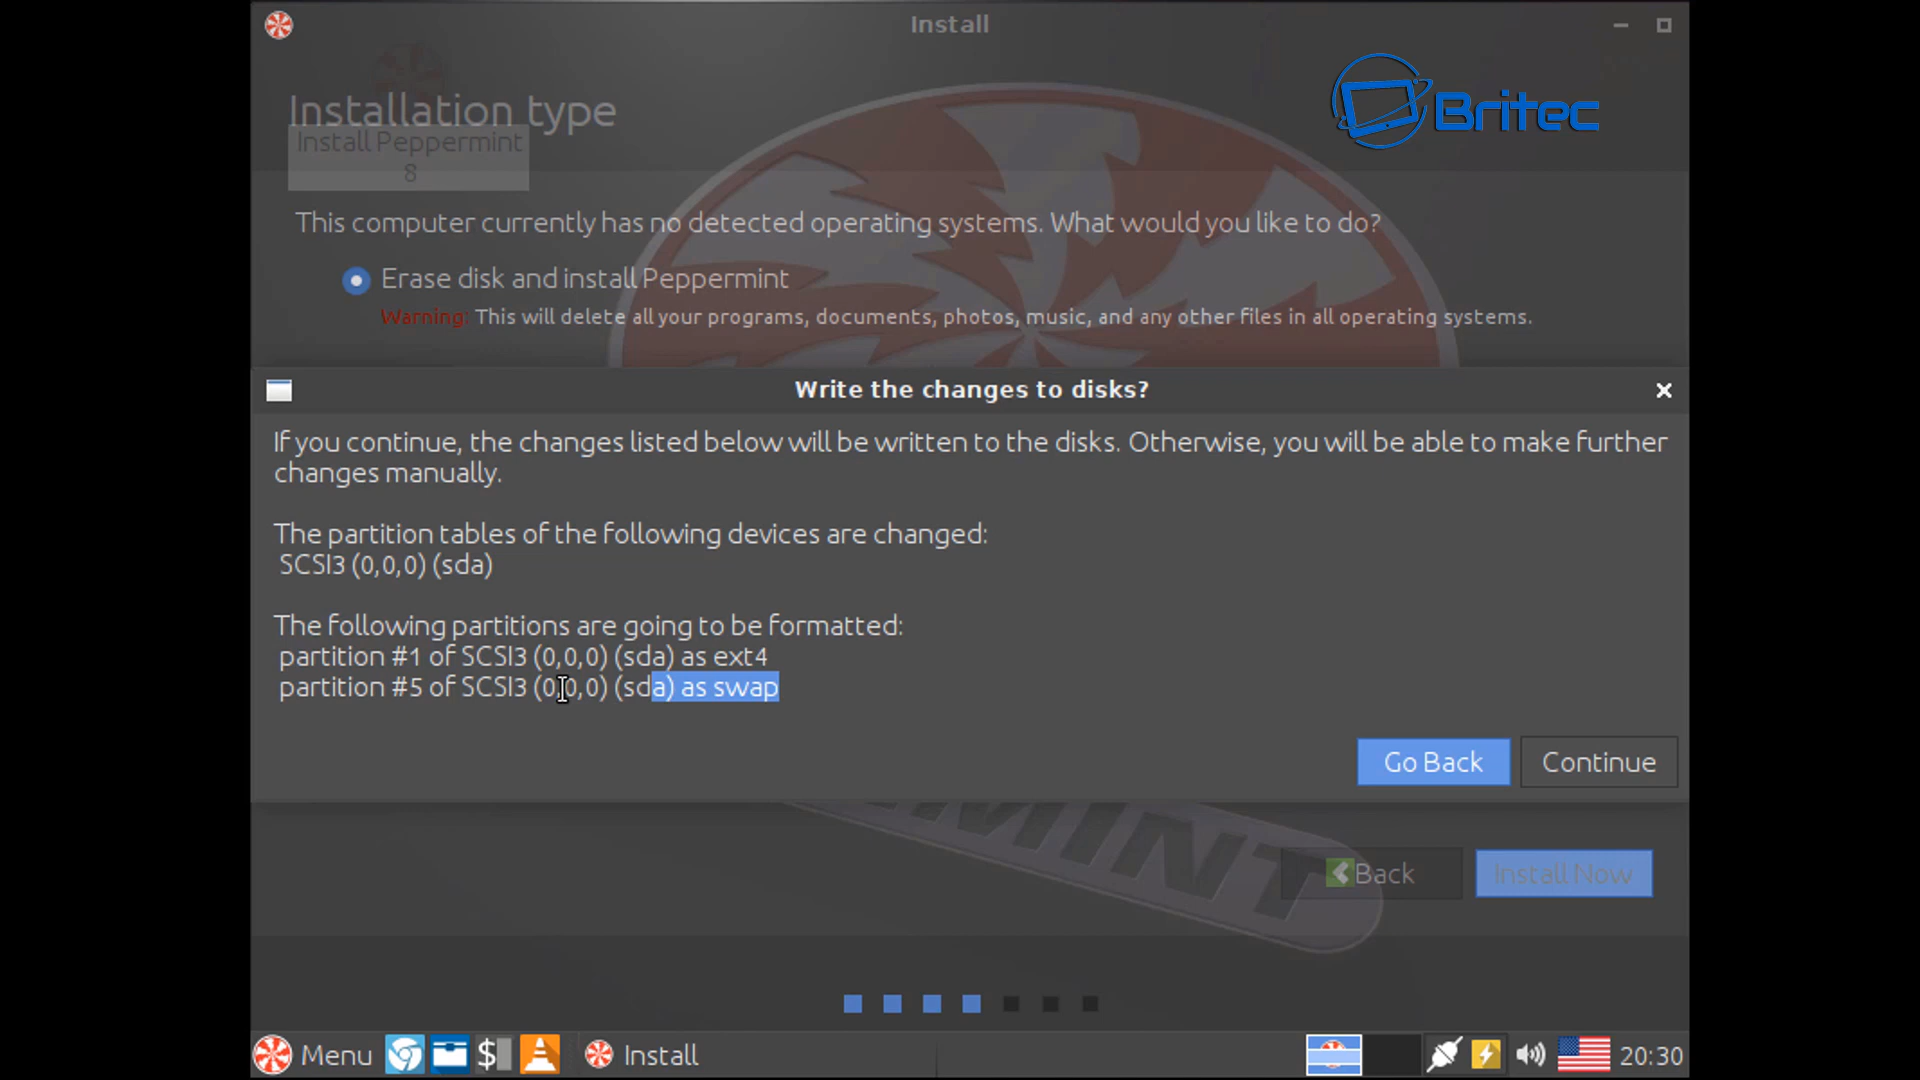 Install
Britec
Installation type
Install Peppermint
8
This computer currently has no detected operating systems. What would you like to do?
Erase disk and install Peppermint
Warning: This will delete all your programs, documents, photos, music, and any other files in all operating systems.
Write the changes to disks?
If you continue, the changes listed below will be written to the disks. Otherwise, you will be able to make further
changes manually.
The partition tables of the following devices are changed:
SCSI3 (0,0,0) (sda)
The following partitions are going to be formatted:
partition #1 of SCSI3 (0,0,0) (sda) as ext4
partition #5 of SCSI3 (0,0,0) (sda) as swap
Go Back
Continue
MINT
Back
Install Now
Menu
$
Install
20:30